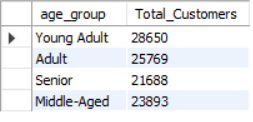 age_group Total_Customers
Young Adult 28650
Adult 25769
Senior 21688
Middle-Aged 23893